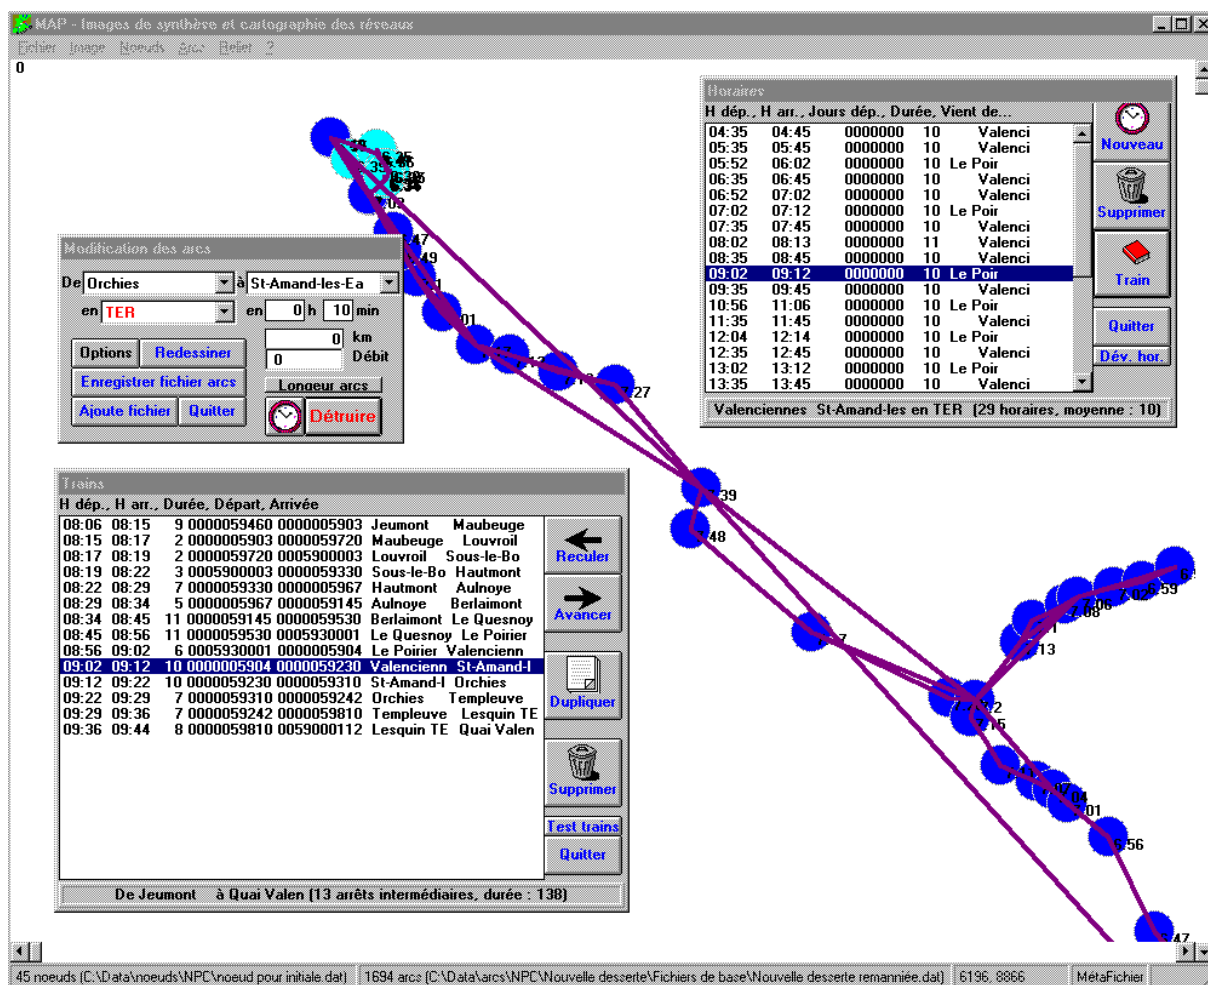 MAP - Images de synthèse et cartographie des réseaux
Fichier Image Noeuds Arcs Relief ?
0
Horaires
H dép., H arr., Jours dép., Durée, Vient de...
04:35 04:45 0000000 10 Valenci
05:35 05:45 0000000 10 Valenci
05:52 06:02 0000000 10 Le Poir
06:35 06:45 0000000 10 Valenci
06:52 07:02 0000000 10 Valenci
07:02 07:12 0000000 10 Le Poir
07:35 07:45 0000000 10 Valenci
08:02 08:13 0000000 11 Valenci
08:35 08:45 0000000 10 Valenci
09:02 09:12 0000000 10 Le Poir
09:35 09:45 0000000 10 Valenci
10:56 11:06 0000000 10 Le Poir
11:35 11:45 0000000 10 Valenci
12:04 12:14 0000000 10 Le Poir
12:35 12:45 0000000 10 Valenci
13:02 13:12 0000000 10 Le Poir
13:35 13:45 0000000 10 Valenci
Nouveau
Supprimer
Train
Quitter
Dév. hor.
Valenciennes St-Amand-les en TER (29 horaires, moyenne : 10)
Modification des arcs
De Orchies à St-Amand-les-Ea
en TER en 0 h 10 min
0 km
0 Débit
Options Redessiner
Enregistrer fichier arcs
Longeur arcs
Ajoute fichier Quitter
Détruire
Trains
H dép., H arr., Durée, Départ, Arrivée
08:06 08:15 9 0000059460 0000005903 Jeumont Maubeuge
08:15 08:17 2 0000005903 0000059720 Maubeuge Louvroil
08:17 08:19 2 0000059720 0005900003 Louvroil Sous-le-Bo
08:19 08:22 3 0005900003 0000059330 Sous-le-Bo Hautmont
08:22 08:29 7 0000059330 0000005967 Hautmont Aulnoye
08:29 08:34 5 0000005967 0000059145 Aulnoye Berlaimont
08:34 08:45 11 0000059145 0000059530 Berlaimont Le Quesnoy
08:45 08:56 11 0000059530 0005930001 Le Quesnoy Le Poirier
08:56 09:02 6 0005930001 0000005904 Le Poirier Valencienn
09:02 09:12 10 0000005904 0000059230 Valencienn St-Amand-l
09:12 09:22 10 0000059230 0000059310 St-Amand-l Orchies
09:22 09:29 7 0000059310 0000059242 Orchies Templeuve
09:29 09:36 7 0000059242 0000059810 Templeuve Lesquin TE
09:36 09:44 8 0000059810 0059000112 Lesquin TE Quai Valen
Reculer
Avancer
Dupliquer
Supprimer
Test trains
Quitter
De Jeumont à Quai Valen (13 arrêts intermédiaires, durée : 138)
45 noeuds (C:\Data\noeuds\NPC\noeud pour initiale.dat) 1694 arcs (C:\Data\arcs\NPC\Nouvelle desserte\Fichiers de base\Nouvelle desserte remanniée.dat) 6196, 8866 MétaFichier